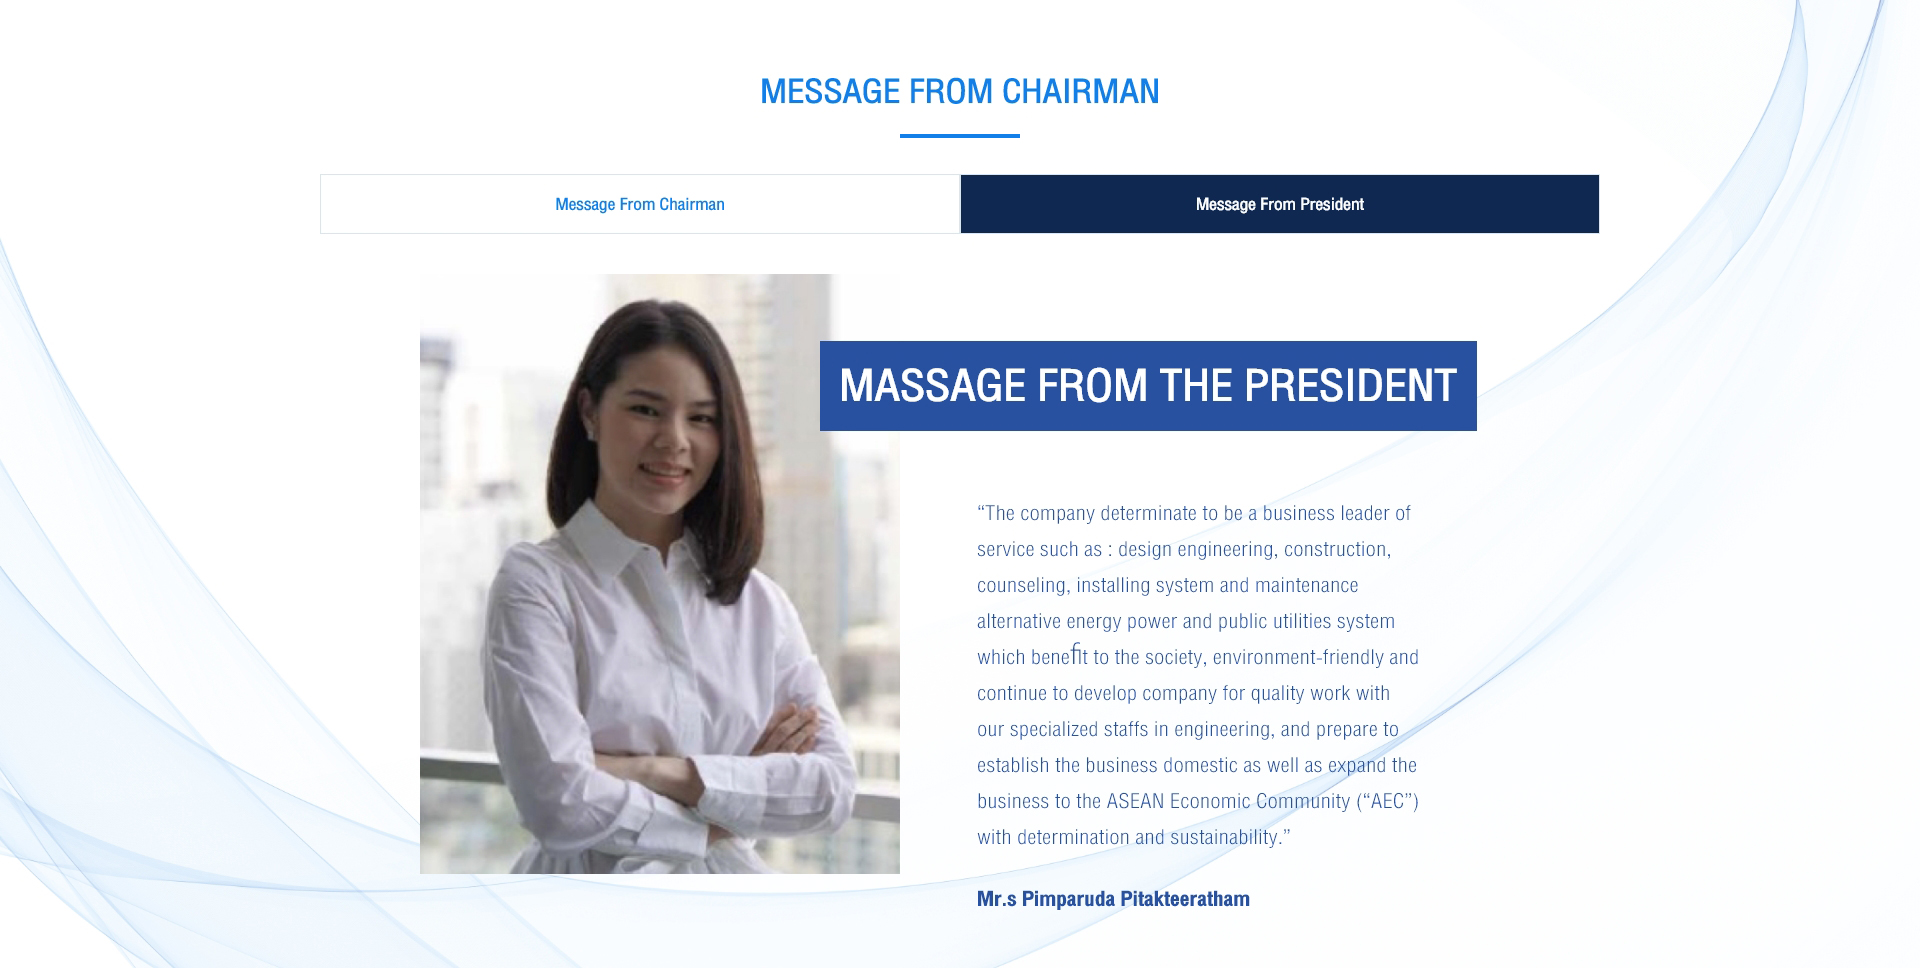 MESSAGE FROM CHAIRMAN
Message From Chairman
Message From President
MASSAGE FROM THE PRESIDENT
“The company determinate to be a business leader of
service such as : design engineering, construction,
counseling, installing system and maintenance
alternative energy power and public utilities system
which benefit to the society, environment-friendly and
continue to develop company for quality work with
our specialized staffs in engineering, and prepare to
establish the business domestic as well as expand the
business to the ASEAN Economic Community (“AEC”)
with determination and sustainability.”
Mr.s Pimparuda Pitakteeratham